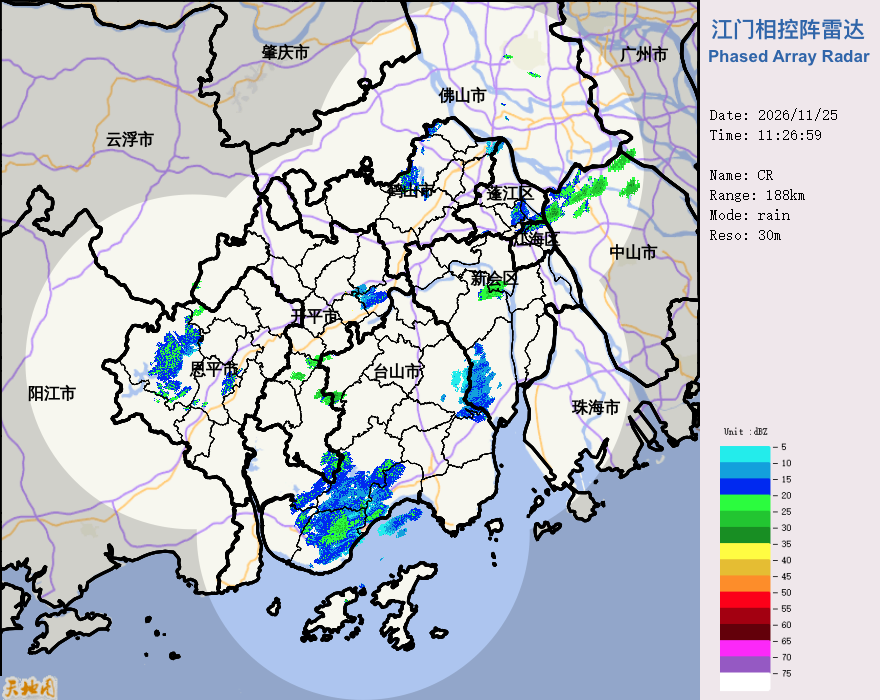 江门相控阵雷达
Phased Array Radar
Date: 2026/11/25
Time: 11:26:59
Name: CR
Range: 188km
Mode: rain
Reso: 30m
肇庆市
广州市
佛山市
云浮市
鹤山市
蓬江区
江海区
中山市
新会区
开平市
恩平市
台山市
阳江市
珠海市
Unit :dBZ
5
10
15
20
25
30
35
40
45
50
55
60
65
70
75
天地图